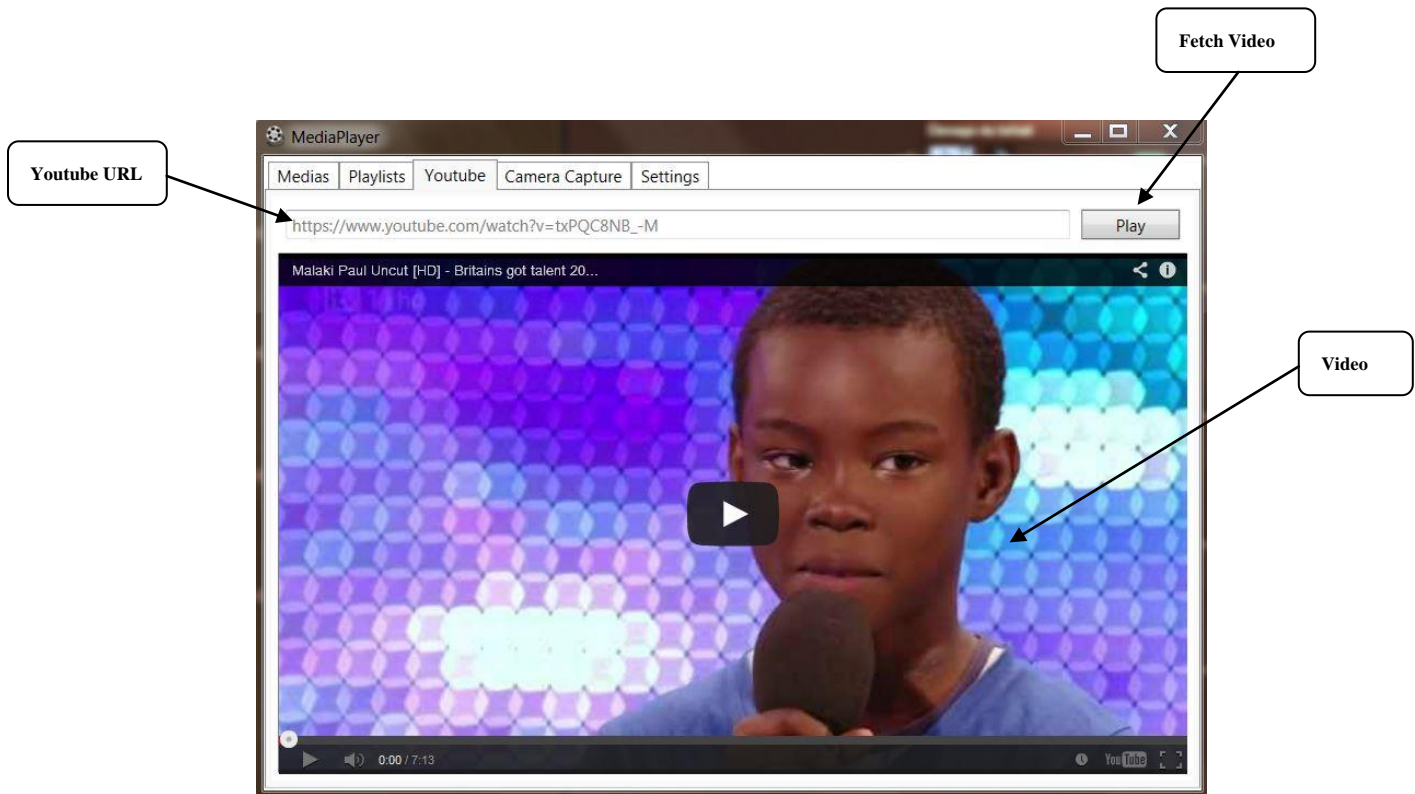 Fetch Video
MediaPlayer
Youtube URL
Medias Playlists Youtube Camera Capture Settings
https://www.youtube.com/watch?v=txPQC8NB_-M Play
Malaki Paul Uncut [HD] - Britains got talent 20...
Video
0:00 / 7:13 YouTube